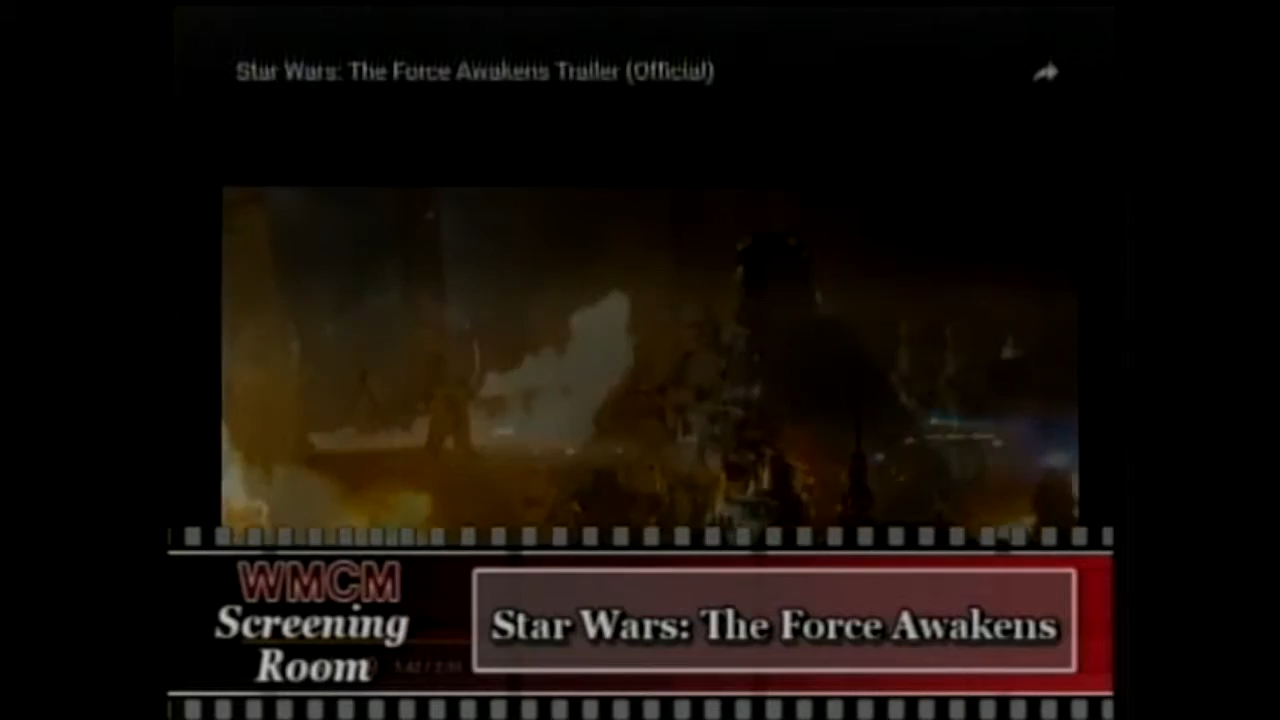 Star Wars: The Force Awakens Trailer (Official)
WMCM
Screening
Room
Star Wars: The Force Awakens